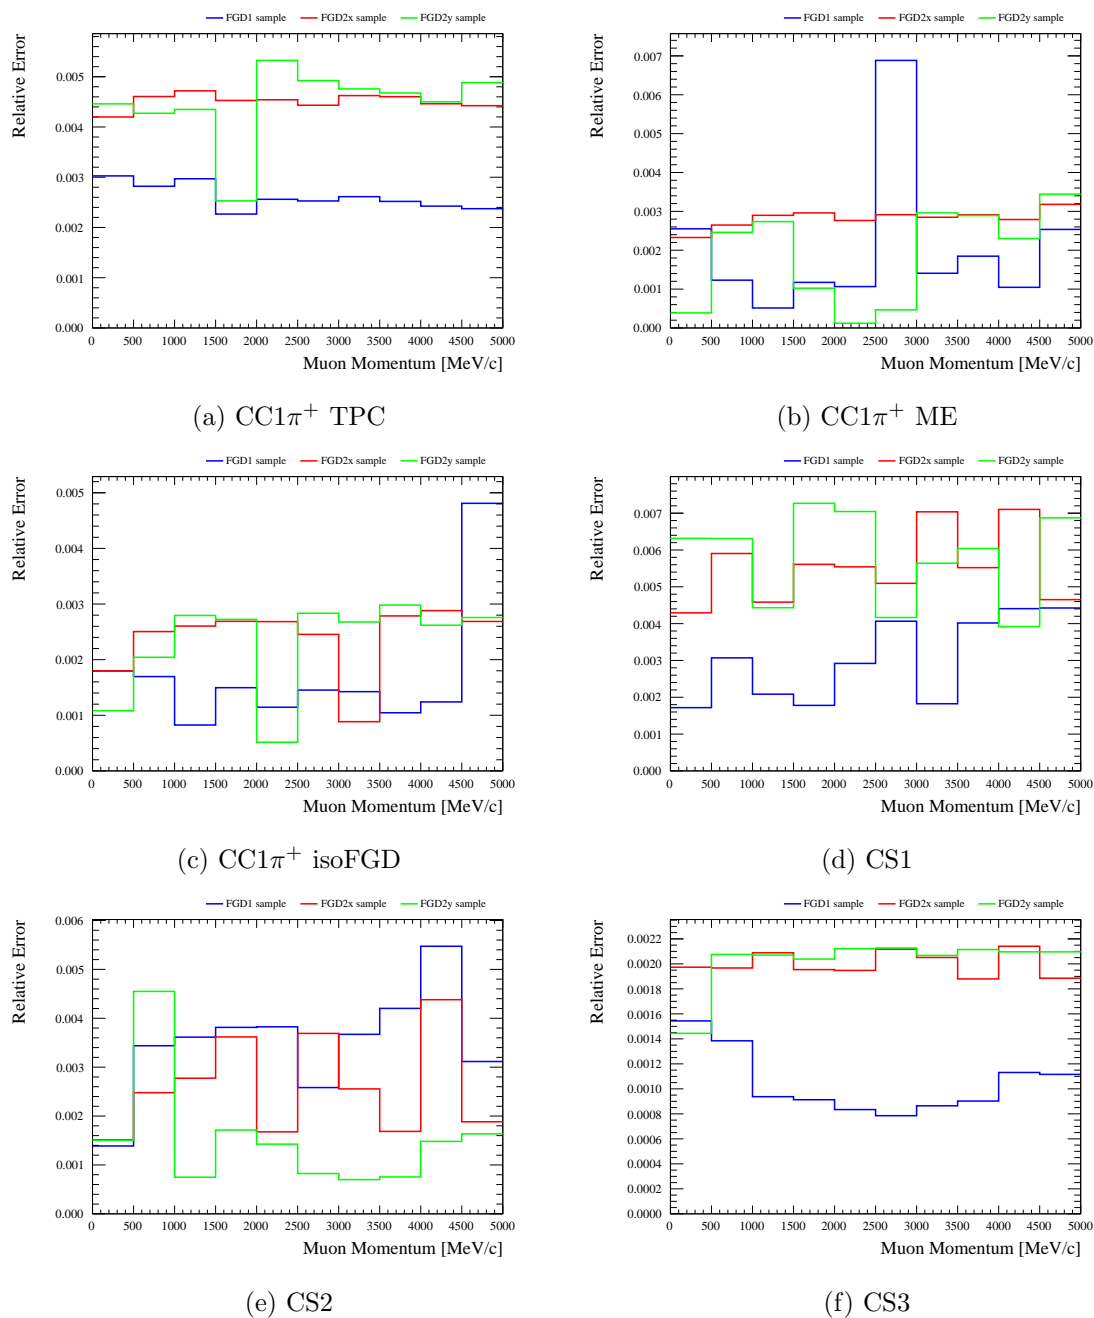 FGD1 sample FGD2x sample FGD2y sample
Relative Error
0.005
0.004
0.003
0.002
0.001
0.000
0 500 1000 1500 2000 2500 3000 3500 4000 4500 5000
Muon Momentum [MeV/c]
(a) CC1π⁺ TPC
FGD1 sample FGD2x sample FGD2y sample
Relative Error
0.007
0.006
0.005
0.004
0.003
0.002
0.001
0.000
0 500 1000 1500 2000 2500 3000 3500 4000 4500 5000
Muon Momentum [MeV/c]
(b) CC1π⁺ ME
FGD1 sample FGD2x sample FGD2y sample
Relative Error
0.005
0.004
0.003
0.002
0.001
0.000
0 500 1000 1500 2000 2500 3000 3500 4000 4500 5000
Muon Momentum [MeV/c]
(c) CC1π⁺ isoFGD
FGD1 sample FGD2x sample FGD2y sample
Relative Error
0.007
0.006
0.005
0.004
0.003
0.002
0.001
0.000
0 500 1000 1500 2000 2500 3000 3500 4000 4500 5000
Muon Momentum [MeV/c]
(d) CS1
FGD1 sample FGD2x sample FGD2y sample
Relative Error
0.006
0.005
0.004
0.003
0.002
0.001
0.000
0 500 1000 1500 2000 2500 3000 3500 4000 4500 5000
Muon Momentum [MeV/c]
(e) CS2
FGD1 sample FGD2x sample FGD2y sample
Relative Error
0.0022
0.0020
0.0018
0.0016
0.0014
0.0012
0.0010
0.0008
0.0006
0.0004
0.0002
0.0000
0 500 1000 1500 2000 2500 3000 3500 4000 4500 5000
Muon Momentum [MeV/c]
(f) CS3